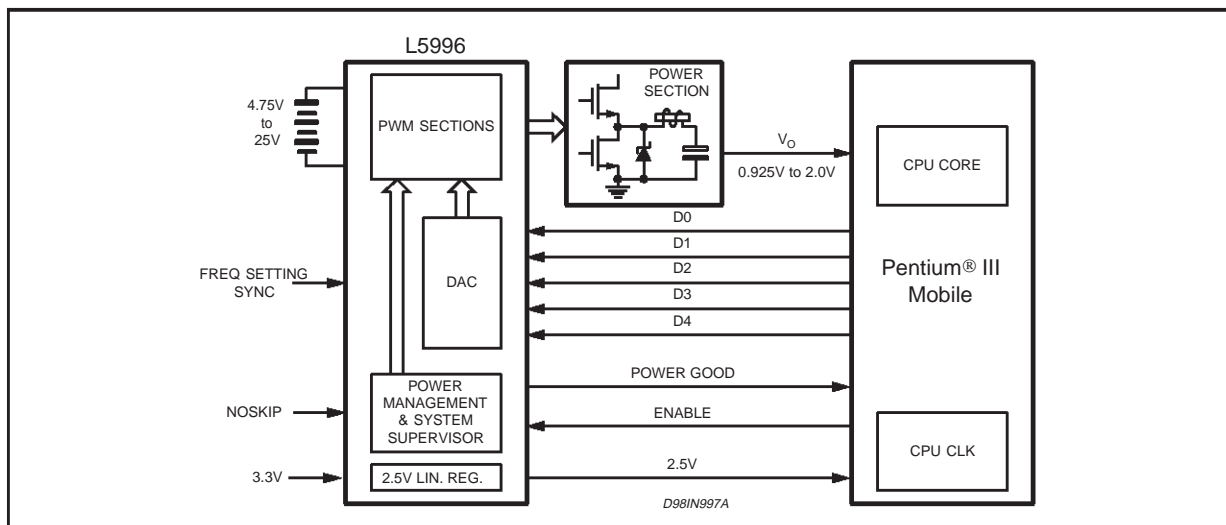 L5996
4.75V
to
25V
PWM SECTIONS
POWER
SECTION
VO
0.925V to 2.0V
CPU CORE
D0
D1
D2
D3
D4
FREQ SETTING
SYNC
DAC
Pentium® III
Mobile
POWER GOOD
NOSKIP
POWER
MANAGEMENT
& SYSTEM
SUPERVISOR
ENABLE
CPU CLK
3.3V
2.5V LIN. REG.
2.5V
D98IN997A